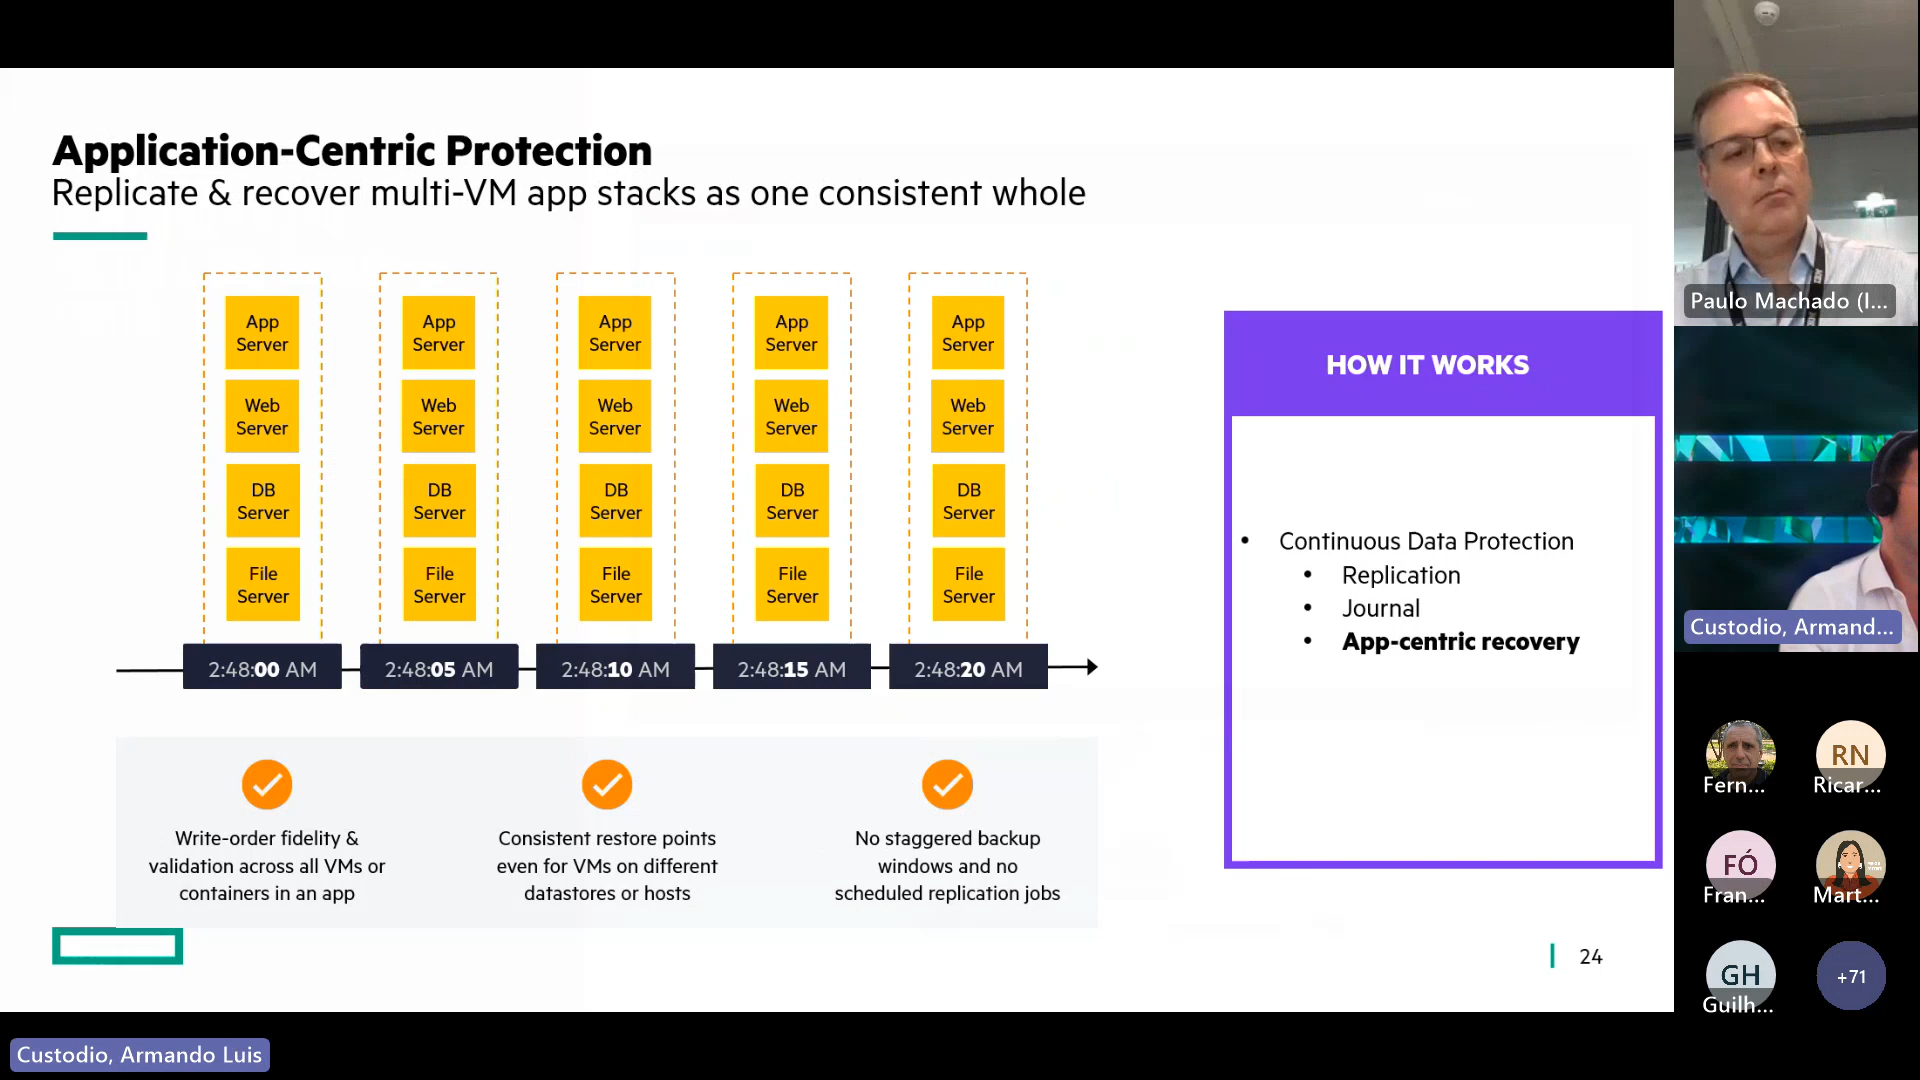 Application-Centric Protection
Replicate & recover multi-VM app stacks as one consistent whole
App
Server
App
Server
App
Server
App
Server
App
Server
Web
Server
Web
Server
Web
Server
Web
Server
Web
Server
DB
Server
DB
Server
DB
Server
DB
Server
DB
Server
File
Server
File
Server
File
Server
File
Server
File
Server
2:48:00 AM
2:48:05 AM
2:48:10 AM
2:48:15 AM
2:48:20 AM
Write-order fidelity &
validation across all VMs or
containers in an app
Consistent restore points
even for VMs on different
datastores or hosts
No staggered backup
windows and no
scheduled replication jobs
HOW IT WORKS
• Continuous Data Protection
• Replication
• Journal
• App-centric recovery
24
Paulo Machado (I...
Custodio, Armand...
Fern...
RN
Ricar...
FÓ
Fran...
Mart...
GH
Guilh...
+71
Custodio, Armando Luis